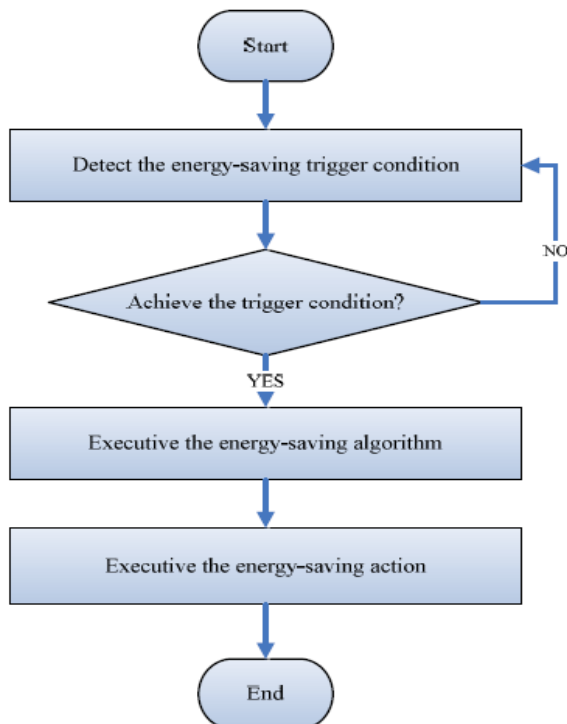 Start
Detect the energy-saving trigger condition
NO
Achieve the trigger condition?
YES
Executive the energy-saving algorithm
Executive the energy-saving action
End